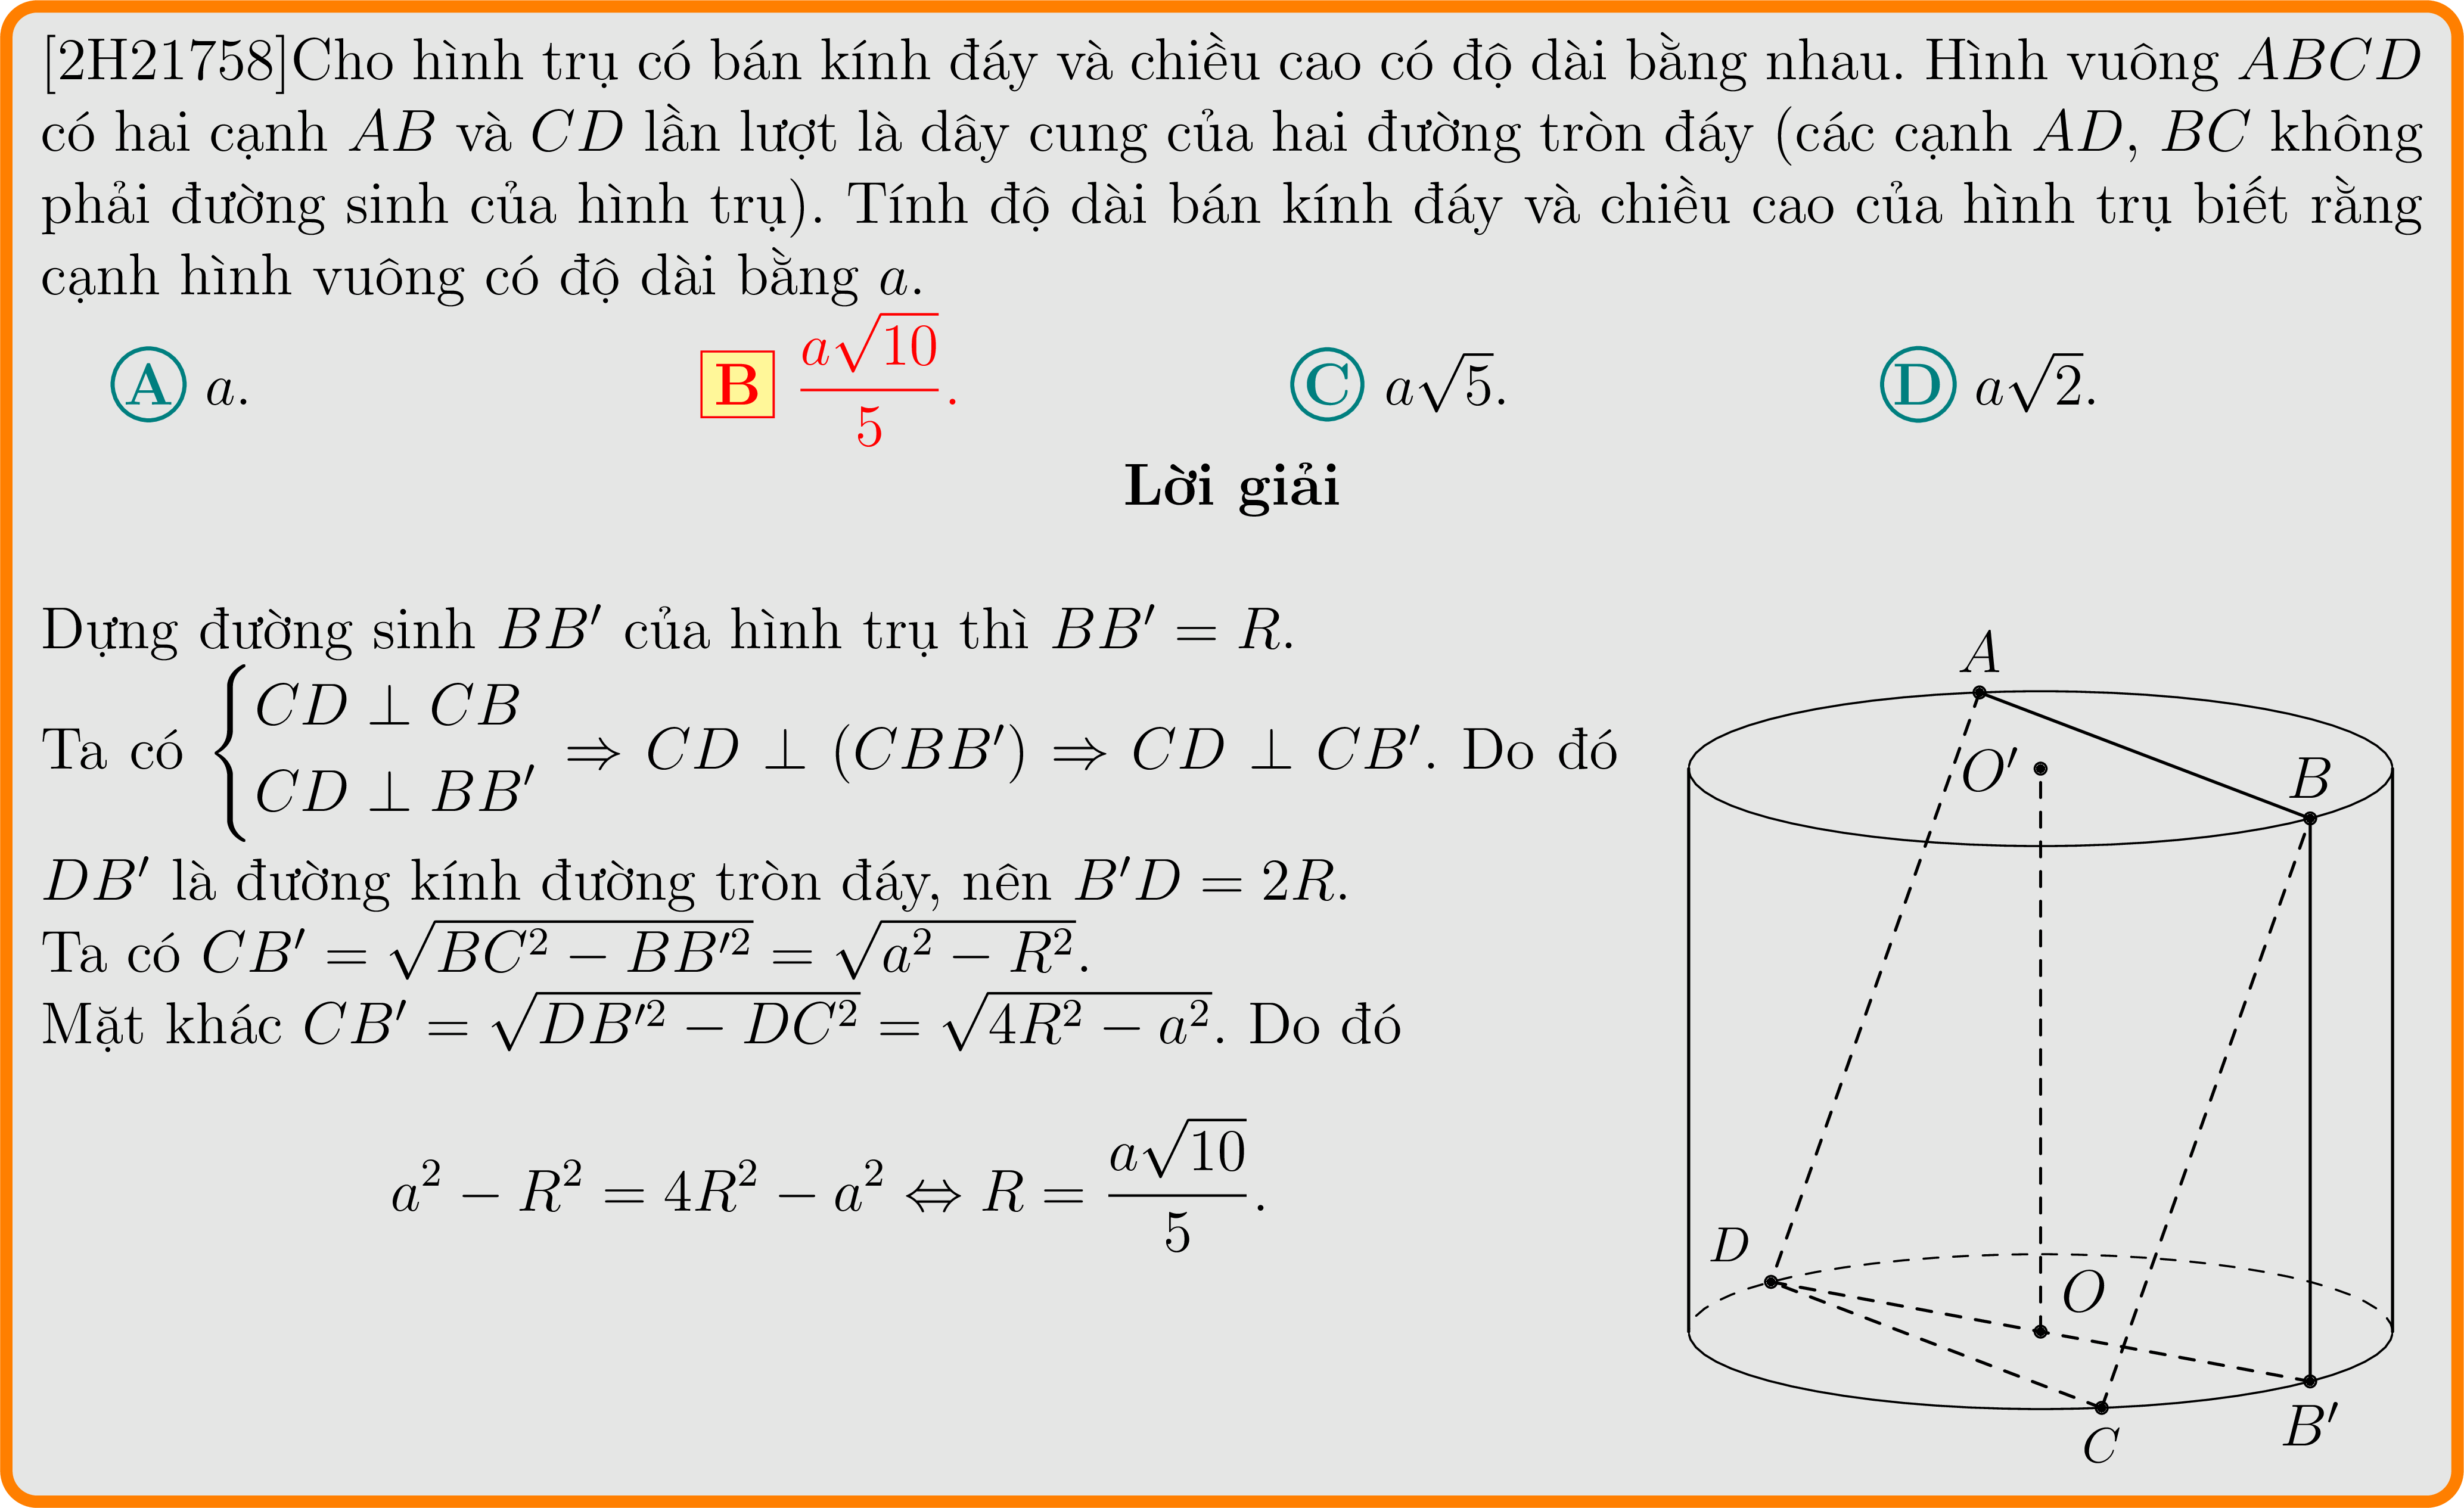 [2H21758]Cho hình trụ có bán kính đáy và chiều cao có độ dài bằng nhau. Hình vuông ABCD
có hai cạnh AB và CD lần lượt là dây cung của hai đường tròn đáy (các cạnh AD, BC không
phải đường sinh của hình trụ). Tính độ dài bán kính đáy và chiều cao của hình trụ biết rằng
cạnh hình vuông có độ dài bằng a.
A a. B $\dfrac{a\sqrt{10}}{5}$. C $a\sqrt{5}$. D $a\sqrt{2}$.
Lời giải
Dựng đường sinh BB′ của hình trụ thì BB′ = R.
Ta có $\begin{cases} CD \perp CB \\ CD \perp BB' \end{cases}$ ⇒ CD ⊥ (CBB′) ⇒ CD ⊥ CB′. Do đó
DB′ là đường kính đường tròn đáy, nên B′D = 2R.
Ta có $CB' = \sqrt{BC^2 - BB'^2} = \sqrt{a^2 - R^2}$.
Mặt khác $CB' = \sqrt{DB'^2 - DC^2} = \sqrt{4R^2 - a^2}$. Do đó
$a^2 - R^2 = 4R^2 - a^2 \Leftrightarrow R = \dfrac{a\sqrt{10}}{5}$.
A
O′
B
D
O
B′
C